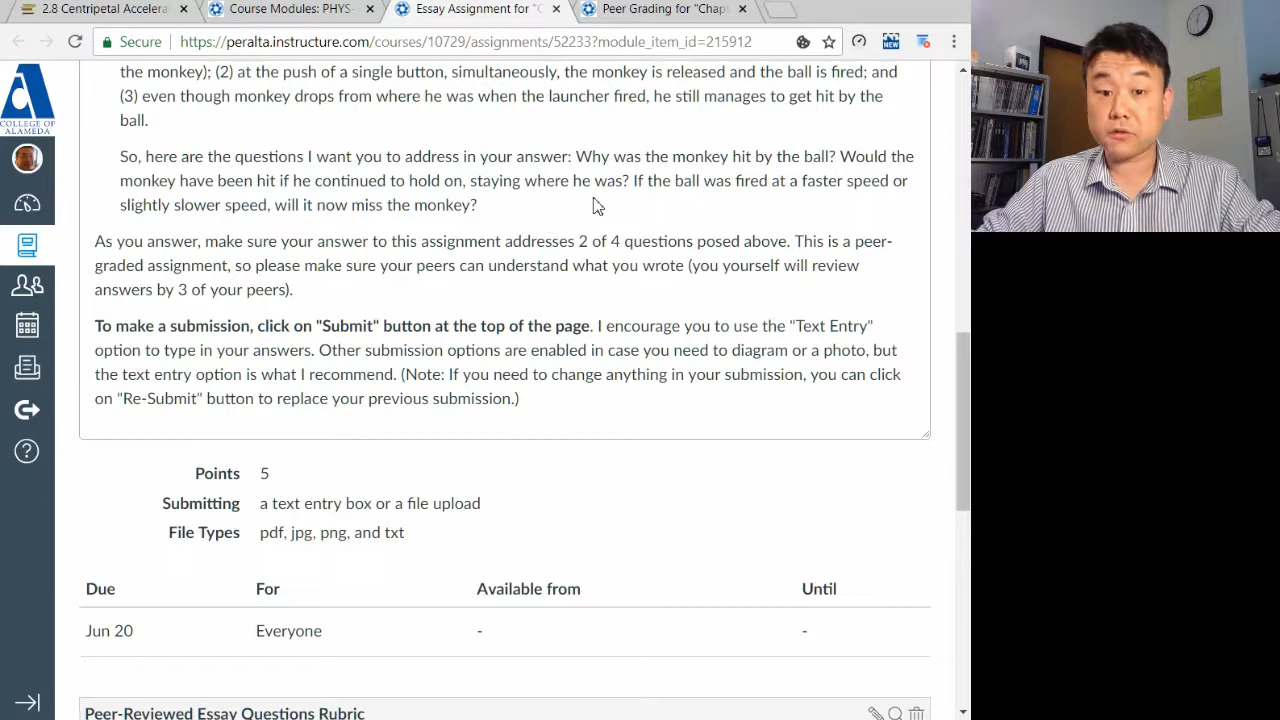 2.8 Centripetal Accelera
Course Modules: PHYS-
Essay Assignment for "C
Peer Grading for "Chap
Secure
https://peralta.instructure.com/courses/10729/assignments/52233?module_item_id=215912
NEW
COLLEGE OF
ALAMEDA
the monkey); (2) at the push of a single button, simultaneously, the monkey is released and the ball is fired; and
(3) even though monkey drops from where he was when the launcher fired, he still manages to get hit by the
ball.
So, here are the questions I want you to address in your answer: Why was the monkey hit by the ball? Would the
monkey have been hit if he continued to hold on, staying where he was? If the ball was fired at a faster speed or
slightly slower speed, will it now miss the monkey?
As you answer, make sure your answer to this assignment addresses 2 of 4 questions posed above. This is a peer-
graded assignment, so please make sure your peers can understand what you wrote (you yourself will review
answers by 3 of your peers).
To make a submission, click on "Submit" button at the top of the page. I encourage you to use the "Text Entry"
option to type in your answers. Other submission options are enabled in case you need to diagram or a photo, but
the text entry option is what I recommend. (Note: If you need to change anything in your submission, you can click
on "Re-Submit" button to replace your previous submission.)
Points 5
Submitting a text entry box or a file upload
File Types pdf, jpg, png, and txt
Due For Available from Until
Jun 20 Everyone - -
Peer-Reviewed Essay Questions Rubric